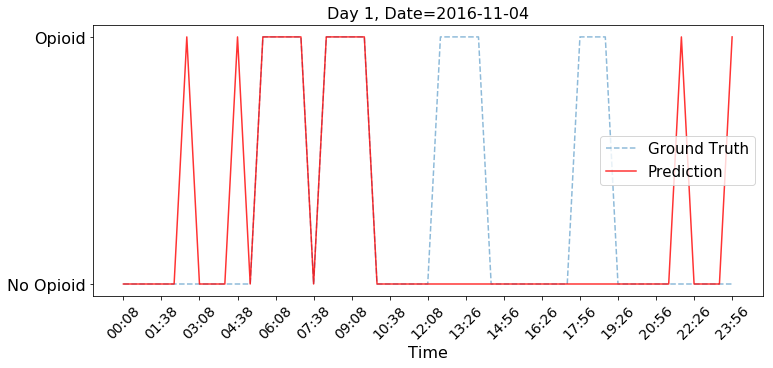 Day 1, Date=2016-11-04
Opioid
No Opioid
Ground Truth
Prediction
00:08
01:38
03:08
04:38
06:08
07:38
09:08
10:38
12:08
13:26
14:56
16:26
17:56
19:26
20:56
22:26
23:56
Time